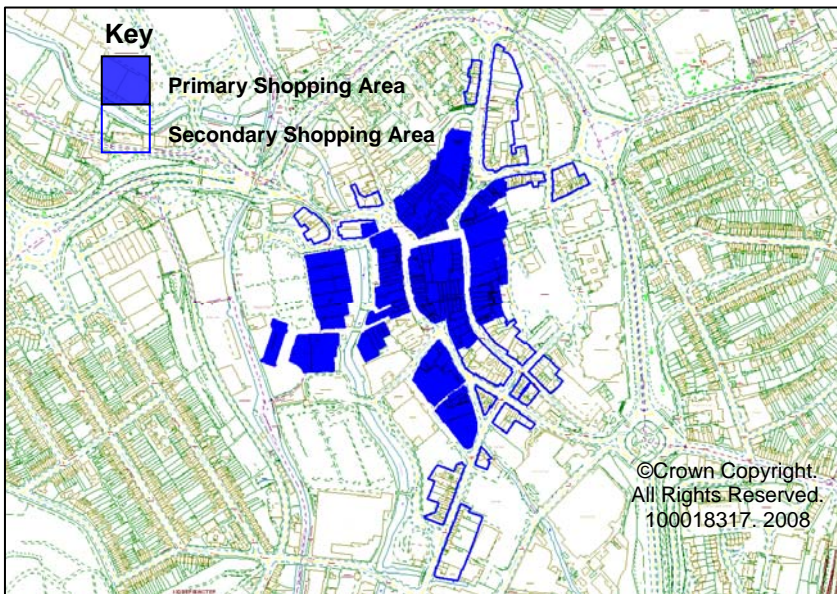 Key
Primary Shopping Area
Secondary Shopping Area
©Crown Copyright.
All Rights Reserved.
100018317. 2008